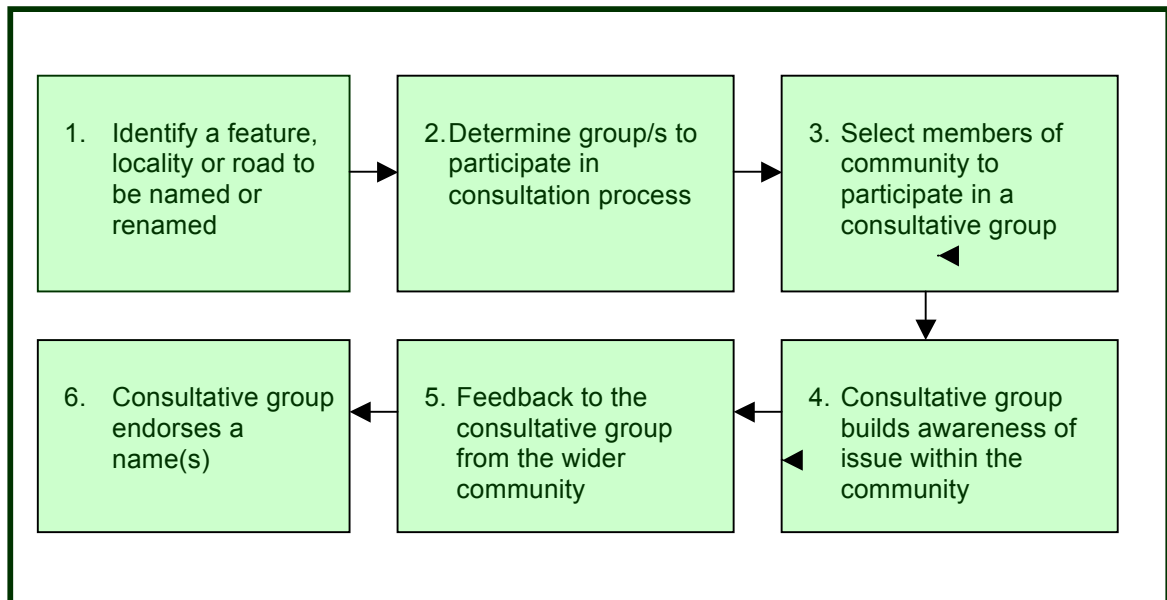 1. Identify a feature,
locality or road to
be named or
renamed
2. Determine group/s to
participate in
consultation process
3. Select members of
community to
participate in a
consultative group
4. Consultative group
builds awareness of
issue within the
community
5. Feedback to the
consultative group
from the wider
community
6. Consultative group
endorses a
name(s)